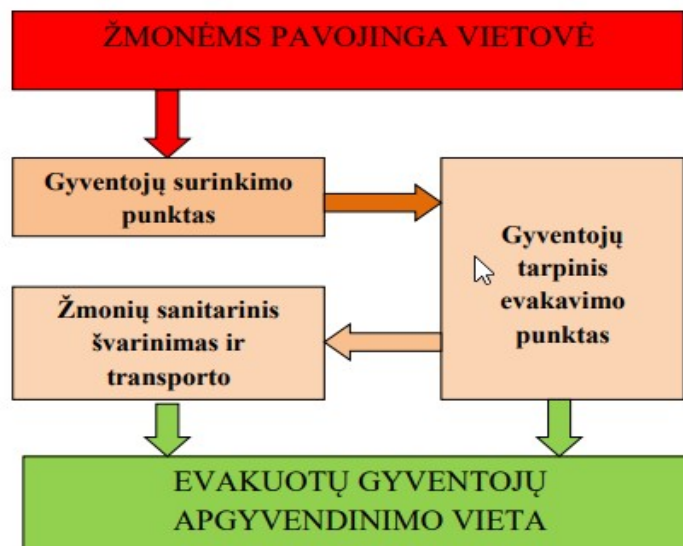 ŽMONĖMS PAVOJINGA VIETOVĖ
Gyventojų surinkimo
punktas
Gyventojų
tarpinis
evakavimo
punktas
Žmonių sanitarinis
švarinimas ir
transporto
EVAKUOTŲ GYVENTOJŲ
APGYVENDINIMO VIETA